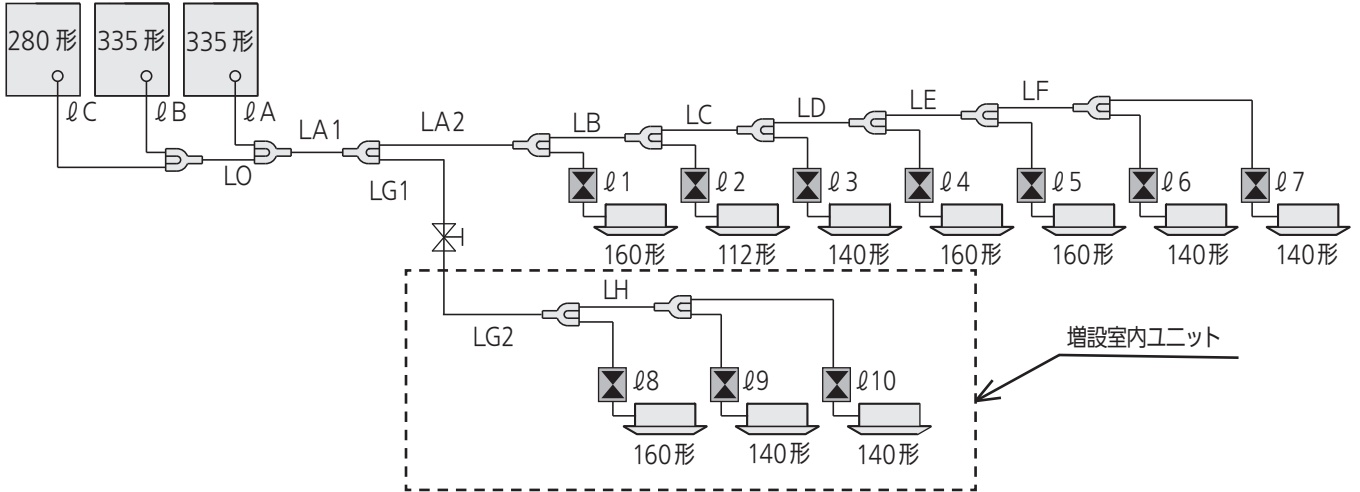 280形 335形 335形
ℓC ℓB ℓA
LO LA1 LA2 LB LC LD LE LF
LG1
ℓ1 ℓ2 ℓ3 ℓ4 ℓ5 ℓ6 ℓ7
160形 112形 140形 160形 160形 140形 140形
LG2 LH
増設室内ユニット
ℓ8 ℓ9 ℓ10
160形 140形 140形